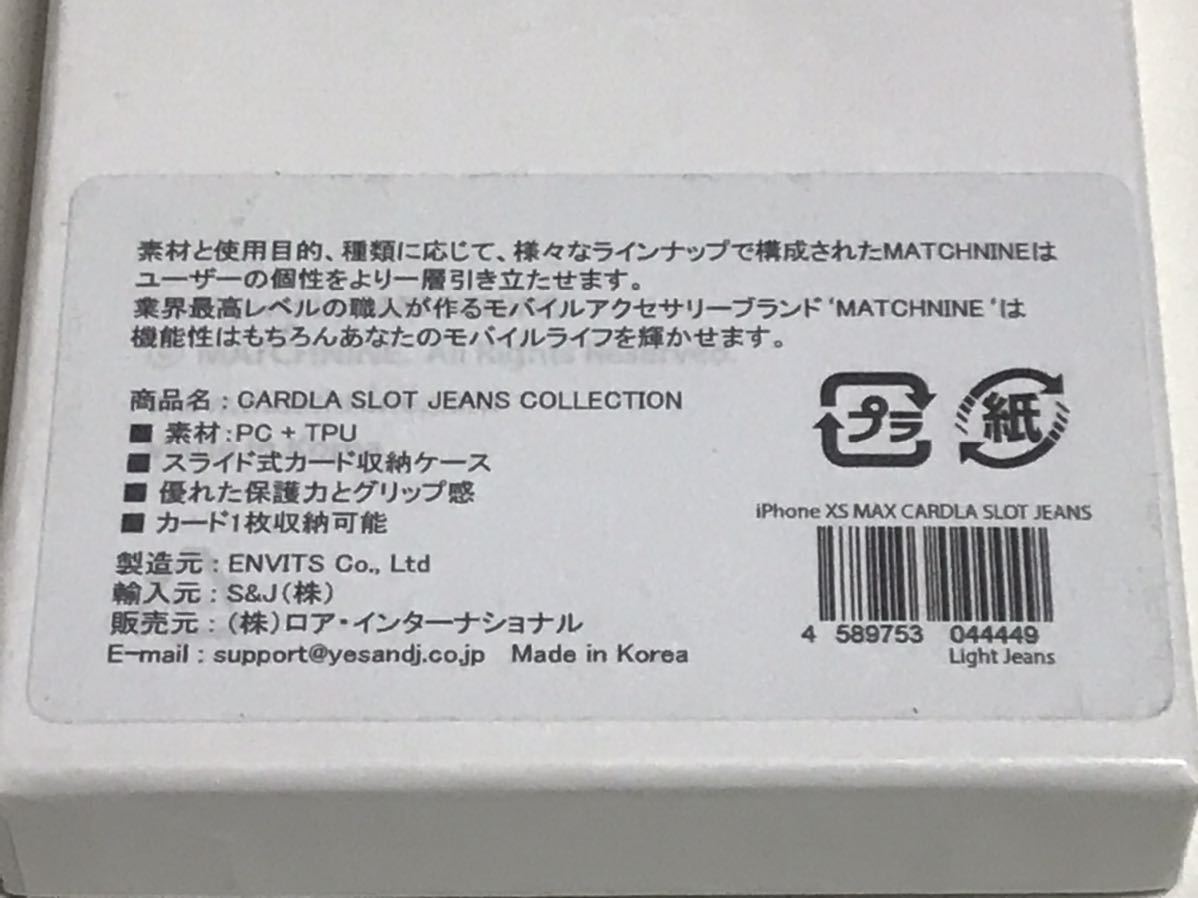 素材と使用目的、種類に応じて、様々なラインナップで構成されたMATCHNINEは
ユーザーの個性をより一層引き立たせます。
業界最高レベルの職人が作るモバイルアクセサリーブランド‘MATCHNINE ‘は
機能性はもちろんあなたのモバイルライフを輝かせます。
© MATCHNINE. All Rights Reserved.
商品名 : CARDLA SLOT JEANS COLLECTION
■ 素材:PC + TPU
■ スライド式カード収納ケース
■ 優れた保護力とグリップ感
■ カード1枚収納可能
製造元 : ENVITS Co., Ltd
輸入元 : S&J(株)
販売元 : (株)ロア・インターナショナル
E-mail : support@yesandj.co.jp Made in Korea
プラ 紙
iPhone XS MAX CARDLA SLOT JEANS
4 589753 044449
Light Jeans